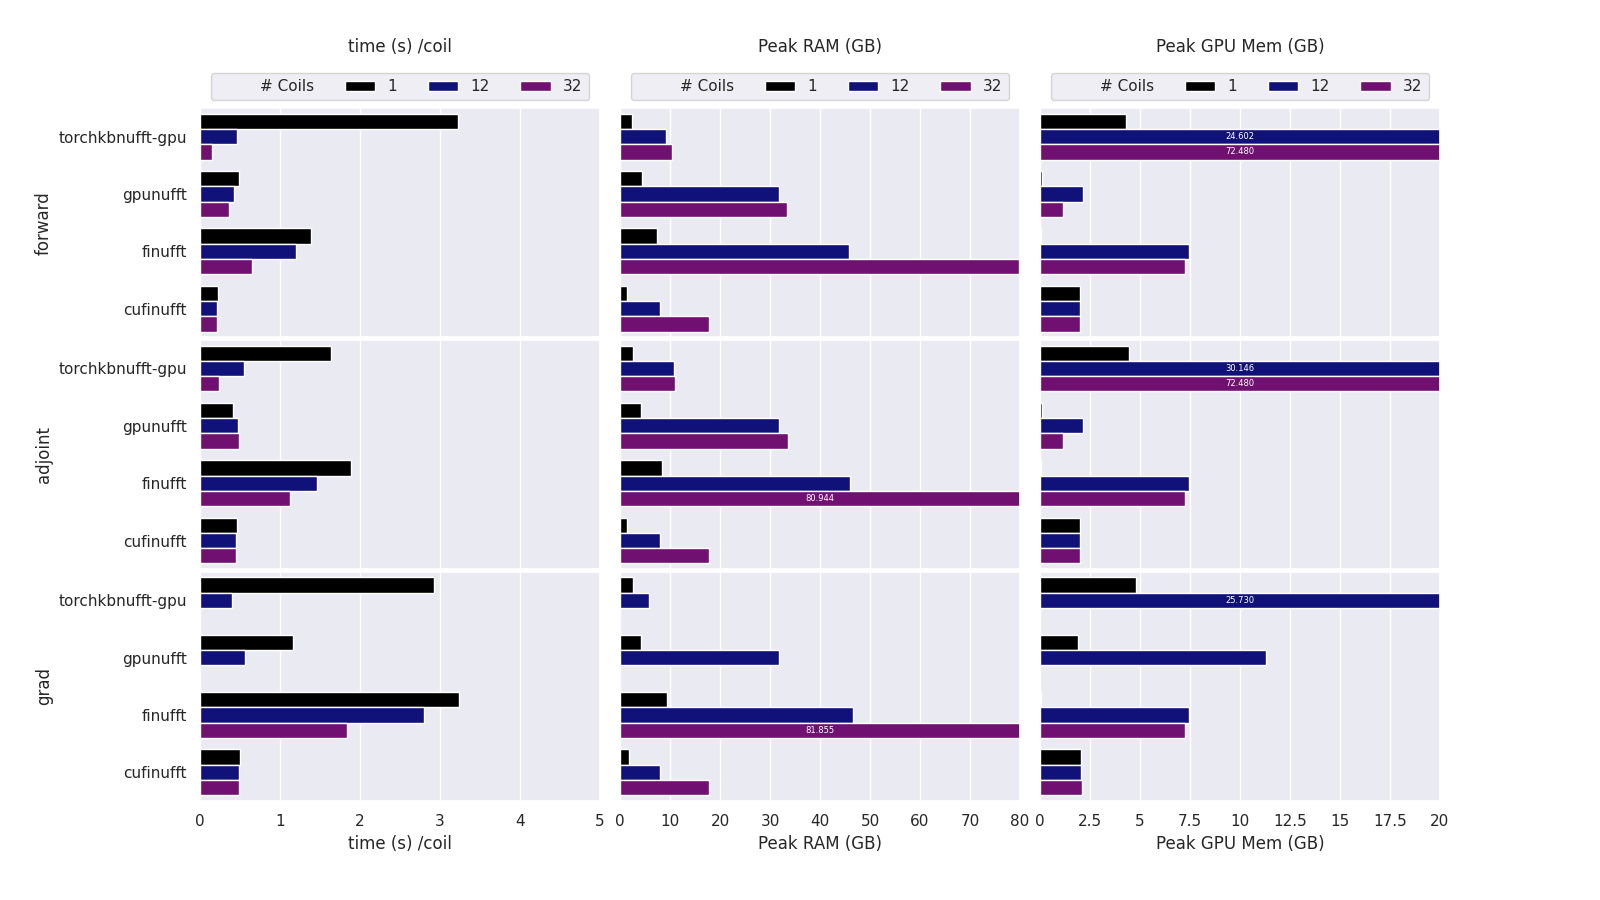 time (s) /coil
Peak RAM (GB)
Peak GPU Mem (GB)
# Coils 1 12 32
# Coils 1 12 32
# Coils 1 12 32
forward
torchkbnufft-gpu
24.602
72.480
gpunufft
finufft
cufinufft
adjoint
torchkbnufft-gpu
30.146
72.480
gpunufft
finufft
80.944
cufinufft
grad
torchkbnufft-gpu
25.730
gpunufft
finufft
81.855
cufinufft
0 1 2 3 4 5
0 10 20 30 40 50 60 70 80
0 2.5 5 7.5 10 12.5 15 17.5 20
time (s) /coil
Peak RAM (GB)
Peak GPU Mem (GB)